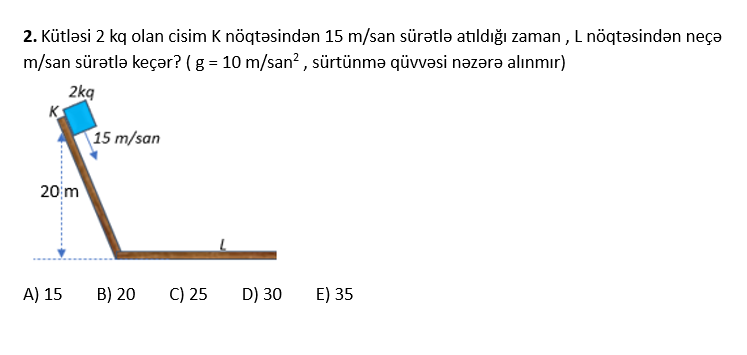 2. Kütləsi 2 kq olan cisim K nöqtəsindən 15 m/san sürətlə atıldığı zaman , L nöqtəsindən neçə
m/san sürətlə keçər? ( g = 10 m/san² , sürtünmə qüvvəsi nəzərə alınmır)
2kq
K
15 m/san
20 m
L
A) 15 B) 20 C) 25 D) 30 E) 35